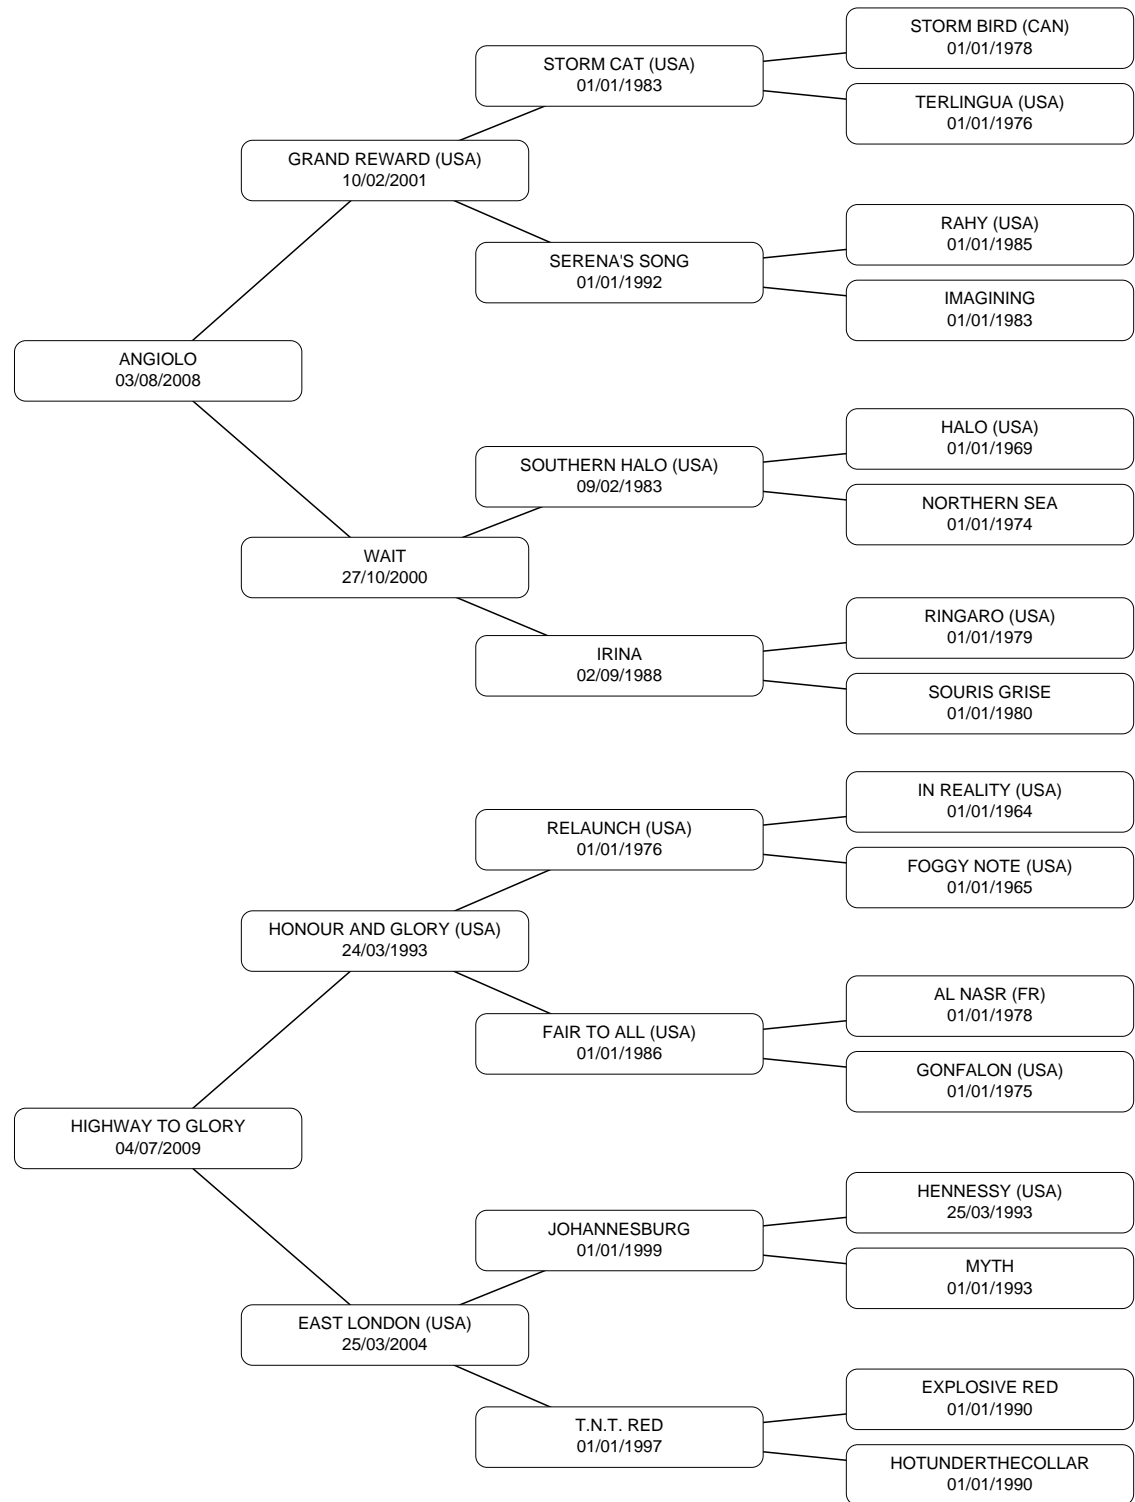 STORM BIRD (CAN)
01/01/1978
STORM CAT (USA)
01/01/1983
TERLINGUA (USA)
01/01/1976
GRAND REWARD (USA)
10/02/2001
RAHY (USA)
01/01/1985
SERENA'S SONG
01/01/1992
IMAGINING
01/01/1983
ANGIOLO
03/08/2008
HALO (USA)
01/01/1969
SOUTHERN HALO (USA)
09/02/1983
NORTHERN SEA
01/01/1974
WAIT
27/10/2000
RINGARO (USA)
01/01/1979
IRINA
02/09/1988
SOURIS GRISE
01/01/1980
IN REALITY (USA)
01/01/1964
RELAUNCH (USA)
01/01/1976
FOGGY NOTE (USA)
01/01/1965
HONOUR AND GLORY (USA)
24/03/1993
AL NASR (FR)
01/01/1978
FAIR TO ALL (USA)
01/01/1986
GONFALON (USA)
01/01/1975
HIGHWAY TO GLORY
04/07/2009
HENNESSY (USA)
25/03/1993
JOHANNESBURG
01/01/1999
MYTH
01/01/1993
EAST LONDON (USA)
25/03/2004
EXPLOSIVE RED
01/01/1990
T.N.T. RED
01/01/1997
HOTUNDERTHECOLLAR
01/01/1990